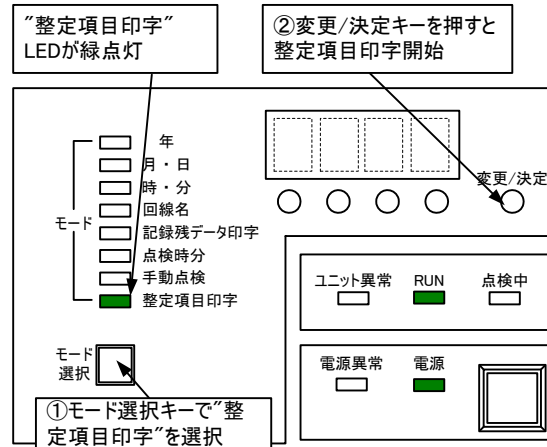 "整定項目印字"
LEDが緑点灯
②変更/決定キーを押すと
整定項目印字開始
年
月・日
時・分
回線名
記録残データ印字
点検時分
手動点検
整定項目印字
モード
変更/決定
ユニット異常 RUN 点検中
電源異常 電源
モード
選択
①モード選択キーで"整
定項目印字"を選択